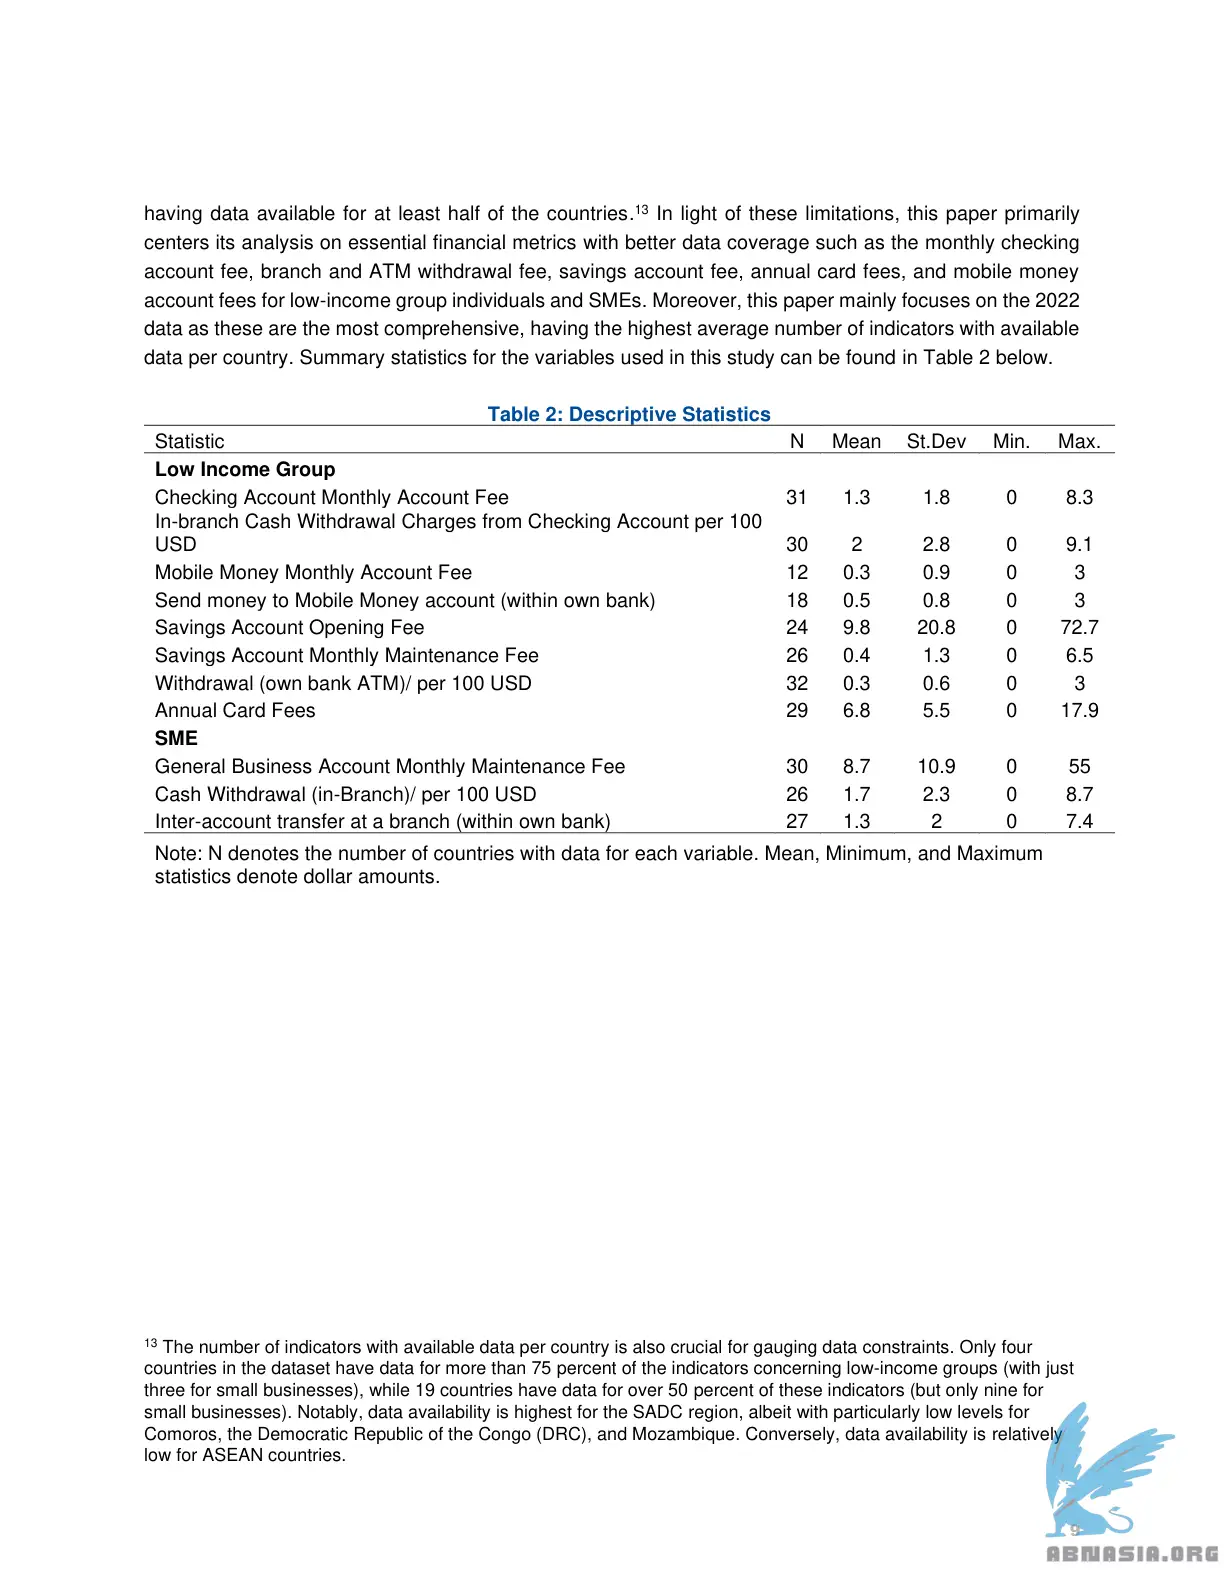 having data available for at least half of the countries.13 In light of these limitations, this paper primarily
centers its analysis on essential financial metrics with better data coverage such as the monthly checking
account fee, branch and ATM withdrawal fee, savings account fee, annual card fees, and mobile money
account fees for low-income group individuals and SMEs. Moreover, this paper mainly focuses on the 2022
data as these are the most comprehensive, having the highest average number of indicators with available
data per country. Summary statistics for the variables used in this study can be found in Table 2 below.
Table 2: Descriptive Statistics
Statistic N Mean St.Dev Min. Max.
Low Income Group
Checking Account Monthly Account Fee 31 1.3 1.8 0 8.3
In-branch Cash Withdrawal Charges from Checking Account per 100
USD 30 2 2.8 0 9.1
Mobile Money Monthly Account Fee 12 0.3 0.9 0 3
Send money to Mobile Money account (within own bank) 18 0.5 0.8 0 3
Savings Account Opening Fee 24 9.8 20.8 0 72.7
Savings Account Monthly Maintenance Fee 26 0.4 1.3 0 6.5
Withdrawal (own bank ATM)/ per 100 USD 32 0.3 0.6 0 3
Annual Card Fees 29 6.8 5.5 0 17.9
SME
General Business Account Monthly Maintenance Fee 30 8.7 10.9 0 55
Cash Withdrawal (in-Branch)/ per 100 USD 26 1.7 2.3 0 8.7
Inter-account transfer at a branch (within own bank) 27 1.3 2 0 7.4
Note: N denotes the number of countries with data for each variable. Mean, Minimum, and Maximum
statistics denote dollar amounts.
13 The number of indicators with available data per country is also crucial for gauging data constraints. Only four
countries in the dataset have data for more than 75 percent of the indicators concerning low-income groups (with just
three for small businesses), while 19 countries have data for over 50 percent of these indicators (but only nine for
small businesses). Notably, data availability is highest for the SADC region, albeit with particularly low levels for
Comoros, the Democratic Republic of the Congo (DRC), and Mozambique. Conversely, data availability is relatively
low for ASEAN countries.
9
ABNASIA.ORG